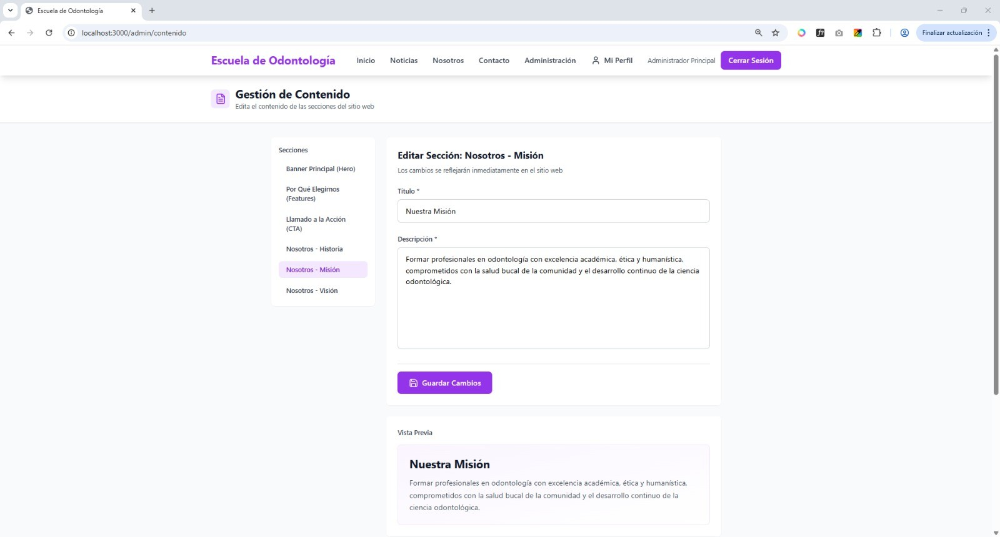 Escuela de Odontología
localhost:3000/admin/contenido
Finalizar actualización
Escuela de Odontología
Inicio
Noticias
Nosotros
Contacto
Administración
Mi Perfil
Administrador Principal
Cerrar Sesión
Gestión de Contenido
Edita el contenido de las secciones del sitio web
Secciones
Banner Principal (Hero)
Por Qué Elegirnos
(Features)
Llamado a la Acción
(CTA)
Nosotros - Historia
Nosotros - Misión
Nosotros - Visión
Editar Sección: Nosotros - Misión
Los cambios se reflejarán inmediatamente en el sitio web
Título *
Nuestra Misión
Descripción *
Formar profesionales en odontología con excelencia académica, ética y humanística,
comprometidos con la salud bucal de la comunidad y el desarrollo continuo de la ciencia
odontológica.
Guardar Cambios
Vista Previa
Nuestra Misión
Formar profesionales en odontología con excelencia académica, ética y humanística,
comprometidos con la salud bucal de la comunidad y el desarrollo continuo de la
ciencia odontológica.